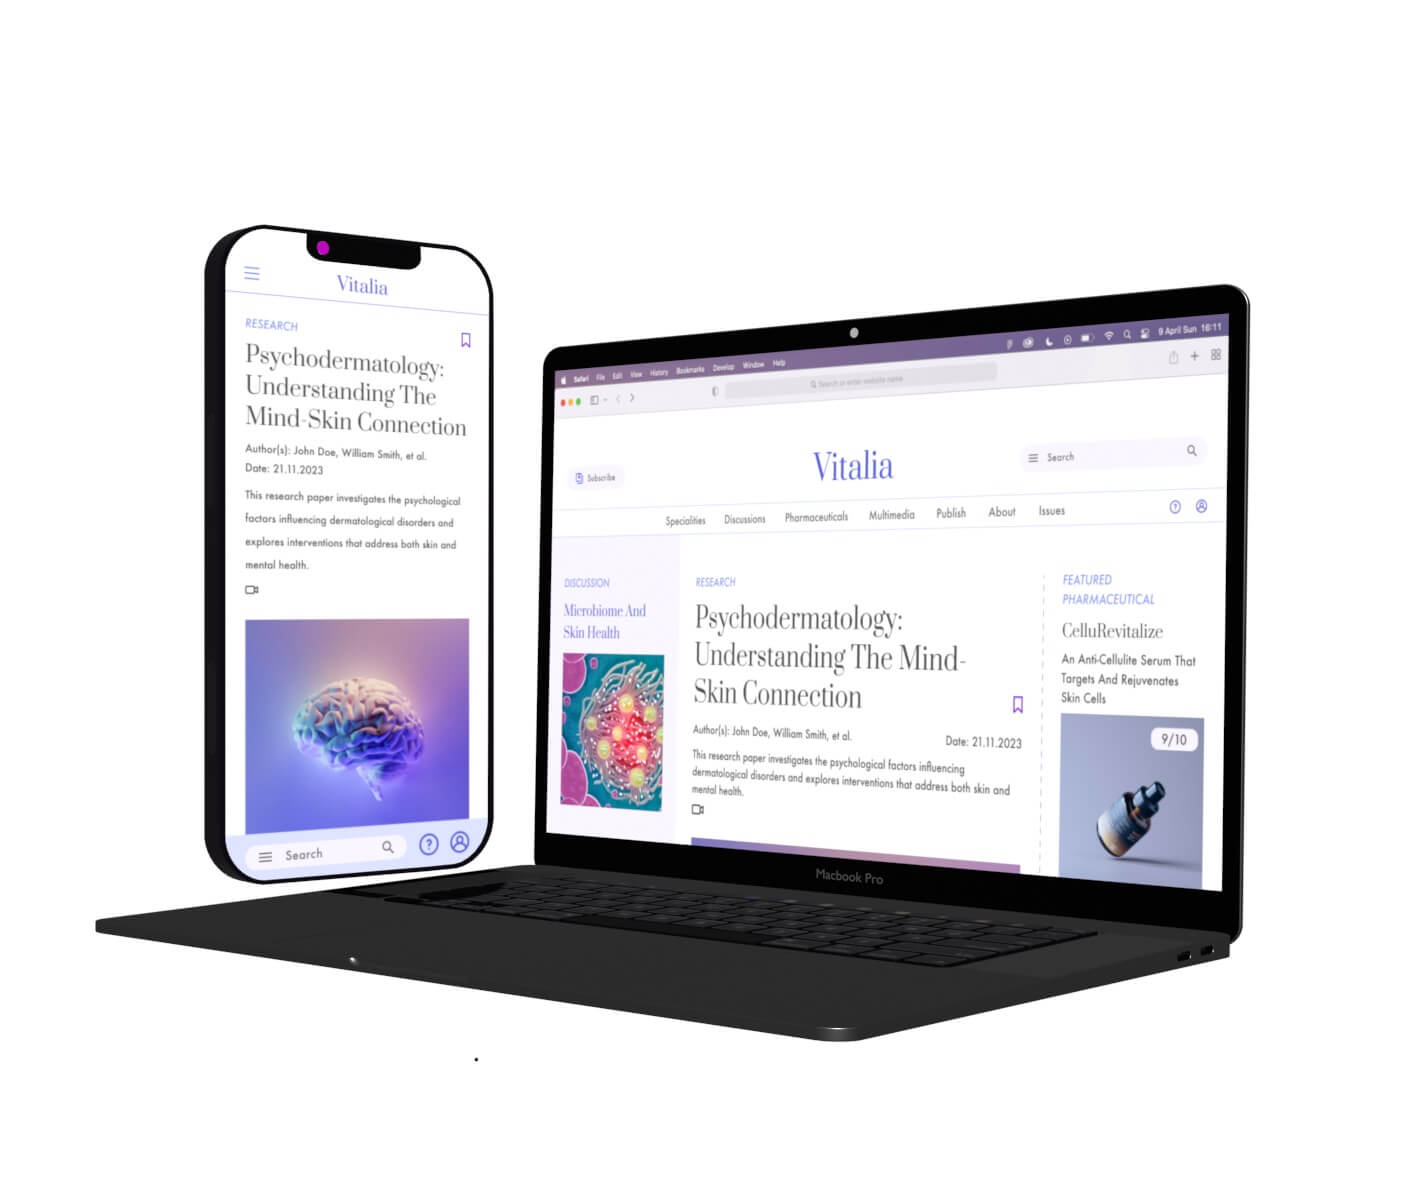 Vitalia
RESEARCH
Psychodermatology:
Understanding The
Mind-Skin Connection
Author(s): John Doe, William Smith, et al.
Date: 21.11.2023
This research paper investigates the psychological
factors influencing dermatological disorders and
explores interventions that address both skin and
mental health.
Search
Safari File Edit View History Bookmarks Develop Window Help
9 April Sun 16:11
Search or enter website name
Subscribe
Vitalia
Search
Specialities Discussions Pharmaceuticals Multimedia Publish About Issues
DISCUSSION
Microbiome And
Skin Health
RESEARCH
Psychodermatology:
Understanding The Mind-
Skin Connection
Author(s): John Doe, William Smith, et al.
Date: 21.11.2023
This research paper investigates the psychological factors influencing
dermatological disorders and explores interventions that address both skin and
mental health.
FEATURED
PHARMACEUTICAL
CelluRevitalize
An Anti-Cellulite Serum That
Targets And Rejuvenates
Skin Cells
9/10
Macbook Pro